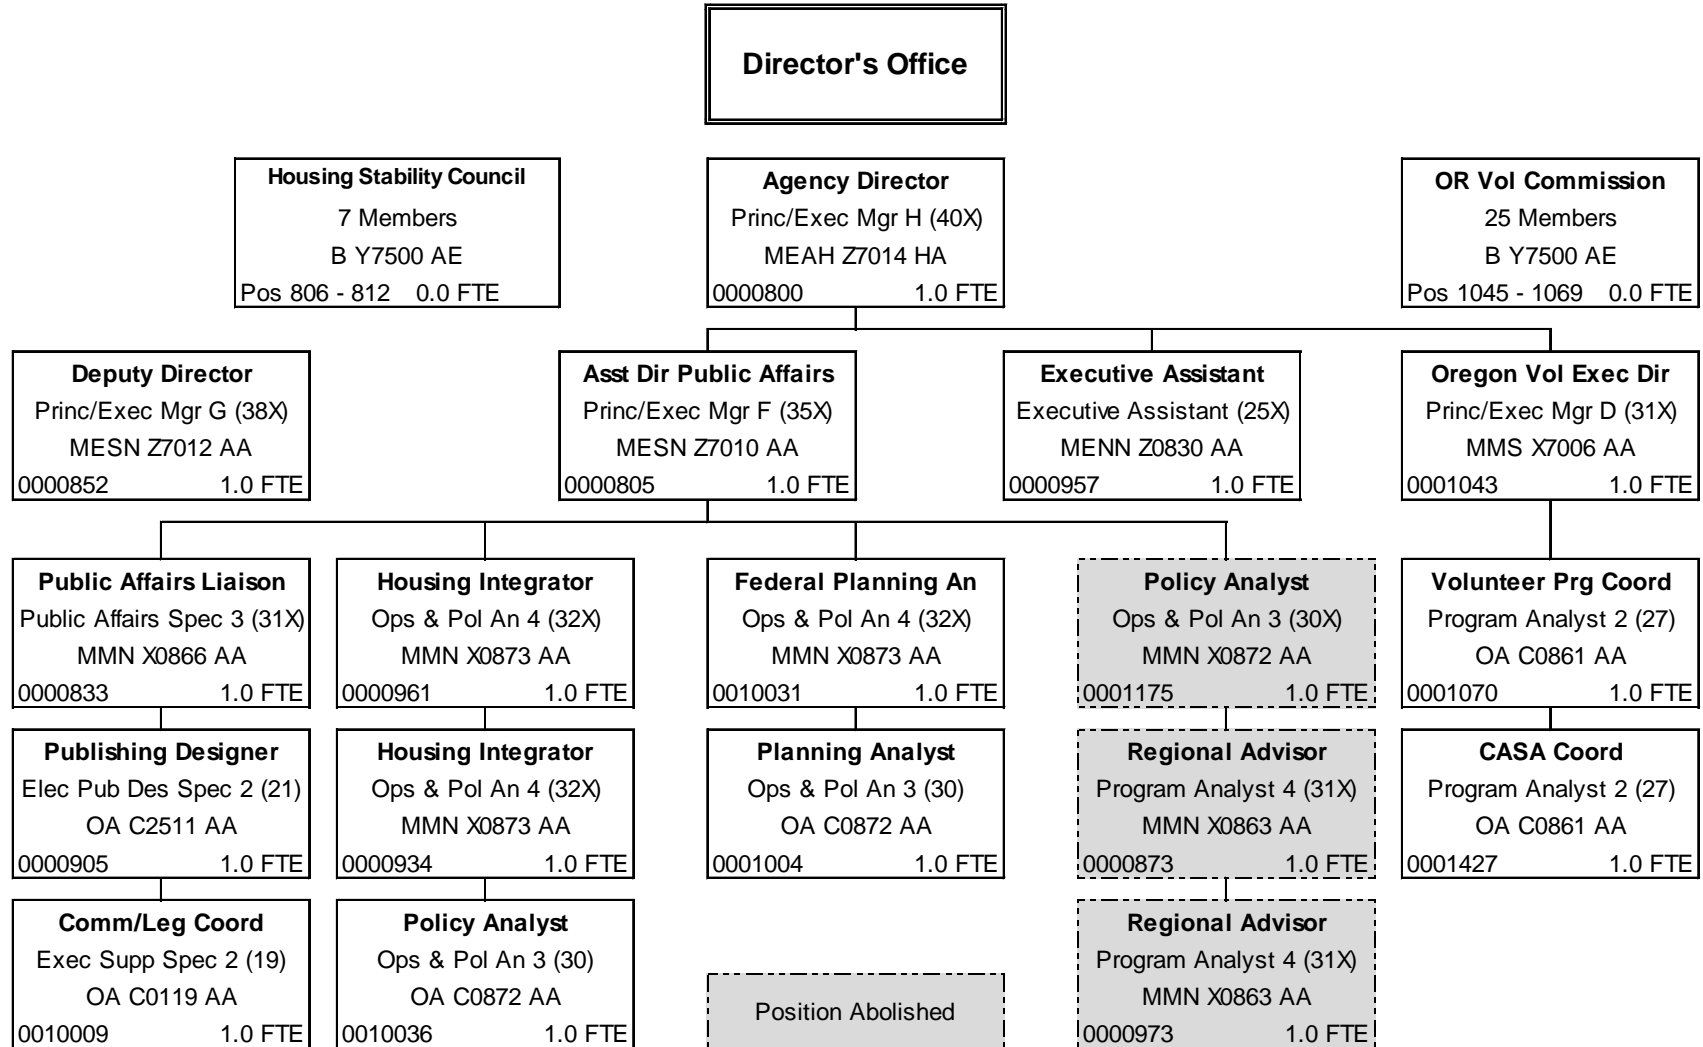 Director's Office
Housing Stability Council
7 Members
B Y7500 AE
Pos 806 - 812 0.0 FTE
Agency Director
Princ/Exec Mgr H (40X)
MEAH Z7014 HA
0000800 1.0 FTE
OR Vol Commission
25 Members
B Y7500 AE
Pos 1045 - 1069 0.0 FTE
Deputy Director
Princ/Exec Mgr G (38X)
MESN Z7012 AA
0000852 1.0 FTE
Asst Dir Public Affairs
Princ/Exec Mgr F (35X)
MESN Z7010 AA
0000805 1.0 FTE
Executive Assistant
Executive Assistant (25X)
MENN Z0830 AA
0000957 1.0 FTE
Oregon Vol Exec Dir
Princ/Exec Mgr D (31X)
MMS X7006 AA
0001043 1.0 FTE
Public Affairs Liaison
Public Affairs Spec 3 (31X)
MMN X0866 AA
0000833 1.0 FTE
Housing Integrator
Ops & Pol An 4 (32X)
MMN X0873 AA
0000961 1.0 FTE
Federal Planning An
Ops & Pol An 4 (32X)
MMN X0873 AA
0010031 1.0 FTE
Policy Analyst
Ops & Pol An 3 (30X)
MMN X0872 AA
0001175 1.0 FTE
Volunteer Prg Coord
Program Analyst 2 (27)
OA C0861 AA
0001070 1.0 FTE
Publishing Designer
Elec Pub Des Spec 2 (21)
OA C2511 AA
0000905 1.0 FTE
Housing Integrator
Ops & Pol An 4 (32X)
MMN X0873 AA
0000934 1.0 FTE
Planning Analyst
Ops & Pol An 3 (30)
OA C0872 AA
0001004 1.0 FTE
Regional Advisor
Program Analyst 4 (31X)
MMN X0863 AA
0000873 1.0 FTE
CASA Coord
Program Analyst 2 (27)
OA C0861 AA
0001427 1.0 FTE
Comm/Leg Coord
Exec Supp Spec 2 (19)
OA C0119 AA
0010009 1.0 FTE
Policy Analyst
Ops & Pol An 3 (30)
OA C0872 AA
0010036 1.0 FTE
Position Abolished
Regional Advisor
Program Analyst 4 (31X)
MMN X0863 AA
0000973 1.0 FTE